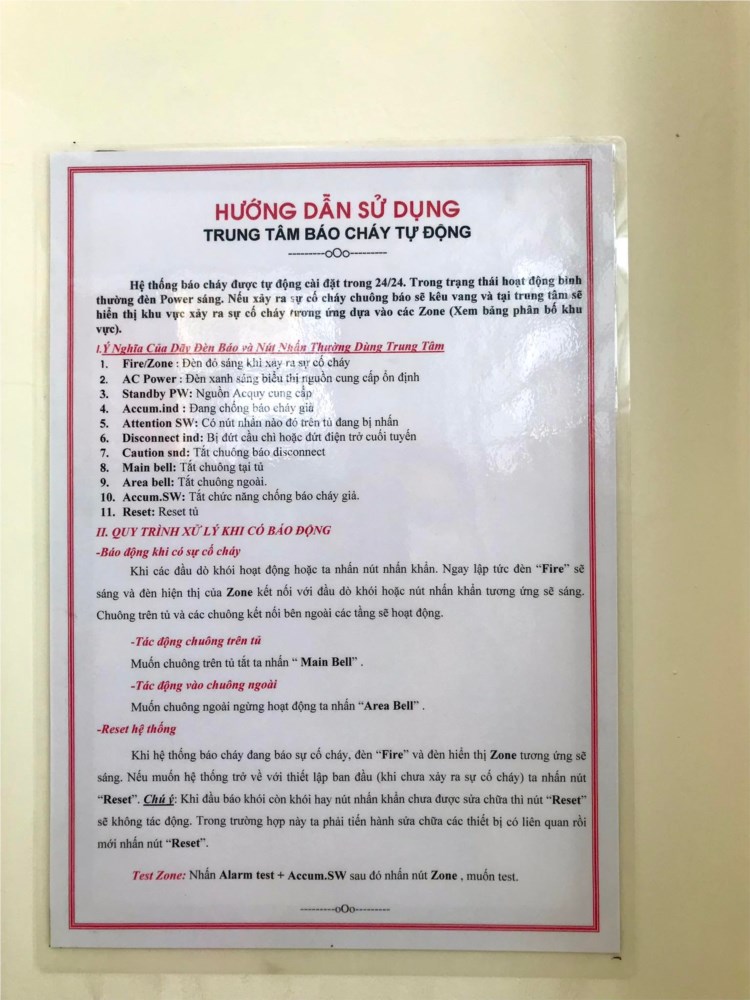 HƯỚNG DẪN SỬ DỤNG
TRUNG TÂM BÁO CHÁY TỰ ĐỘNG
---------oOo---------
Hệ thống báo cháy được tự động cài đặt trong 24/24. Trong trạng thái hoạt động bình
thường đèn Power sáng. Nếu xảy ra sự cố cháy chuông báo sẽ kêu vang và tại trung tâm sẽ
hiển thị khu vực xảy ra sự cố cháy tương ứng dựa vào các Zone (Xem bảng phân bố khu
vực).
I.Ý Nghĩa Của Dãy Đèn Báo và Nút Nhấn Thường Dùng Trung Tâm
1. Fire/Zone : Đèn đỏ sáng khi xảy ra sự cố cháy
2. AC Power : Đèn xanh sáng biểu thị nguồn cung cấp ổn định
3. Standby PW: Nguồn Acquy cung cấp
4. Accum.ind : Đang chống báo cháy giả
5. Attention SW: Có nút nhấn nào đó trên tủ đang bị nhấn
6. Disconnect ind: Bị đứt cầu chì hoặc đứt điện trở cuối tuyến
7. Caution snd: Tắt chuông báo disconnect
8. Main bell: Tắt chuông tại tủ
9. Area bell: Tắt chuông ngoài.
10. Accum.SW: Tắt chức năng chống báo cháy giả.
11. Reset: Reset tủ
II. QUY TRÌNH XỬ LÝ KHI CÓ BÁO ĐỘNG
-Báo động khi có sự cố cháy
Khi các đầu dò khói hoạt động hoặc ta nhấn nút nhấn khẩn. Ngay lập tức đèn “Fire” sẽ
sáng và đèn hiện thị của Zone kết nối với đầu dò khói hoặc nút nhấn khẩn tương ứng sẽ sáng.
Chuông trên tủ và các chuông kết nối bên ngoài các tầng sẽ hoạt động.
-Tác động chuông trên tủ
Muốn chuông trên tủ tắt ta nhấn “ Main Bell” .
-Tác động vào chuông ngoài
Muốn chuông ngoài ngừng hoạt động ta nhấn “Area Bell” .
-Reset hệ thống
Khi hệ thống báo cháy đang báo sự cố cháy, đèn “Fire” và đèn hiển thị Zone tương ứng sẽ
sáng. Nếu muốn hệ thống trở về với thiết lập ban đầu (khi chưa xảy ra sự cố cháy) ta nhấn nút
“Reset”. Chú ý: Khi đầu báo khói còn khói hay nút nhấn khẩn chưa được sửa chữa thì nút “Reset”
sẽ không tác động. Trong trường hợp này ta phải tiến hành sửa chữa các thiết bị có liên quan rồi
mới nhấn nút “Reset”.
Test Zone: Nhấn Alarm test + Accum.SW sau đó nhấn nút Zone , muốn test.
---------oOo---------